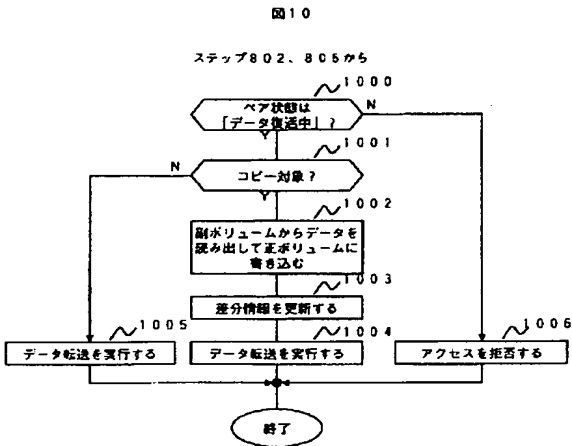 図10
ステップ802、805から
1000
ペア状態は
「データ復活中」?
N
Y
1001
N
コピー対象?
Y
1002
副ボリュームからデータを
読み出して正ボリュームに
書き込む
1003
差分情報を更新する
1005
1004
1006
データ転送を実行する
データ転送を実行する
アクセスを拒否する
終了